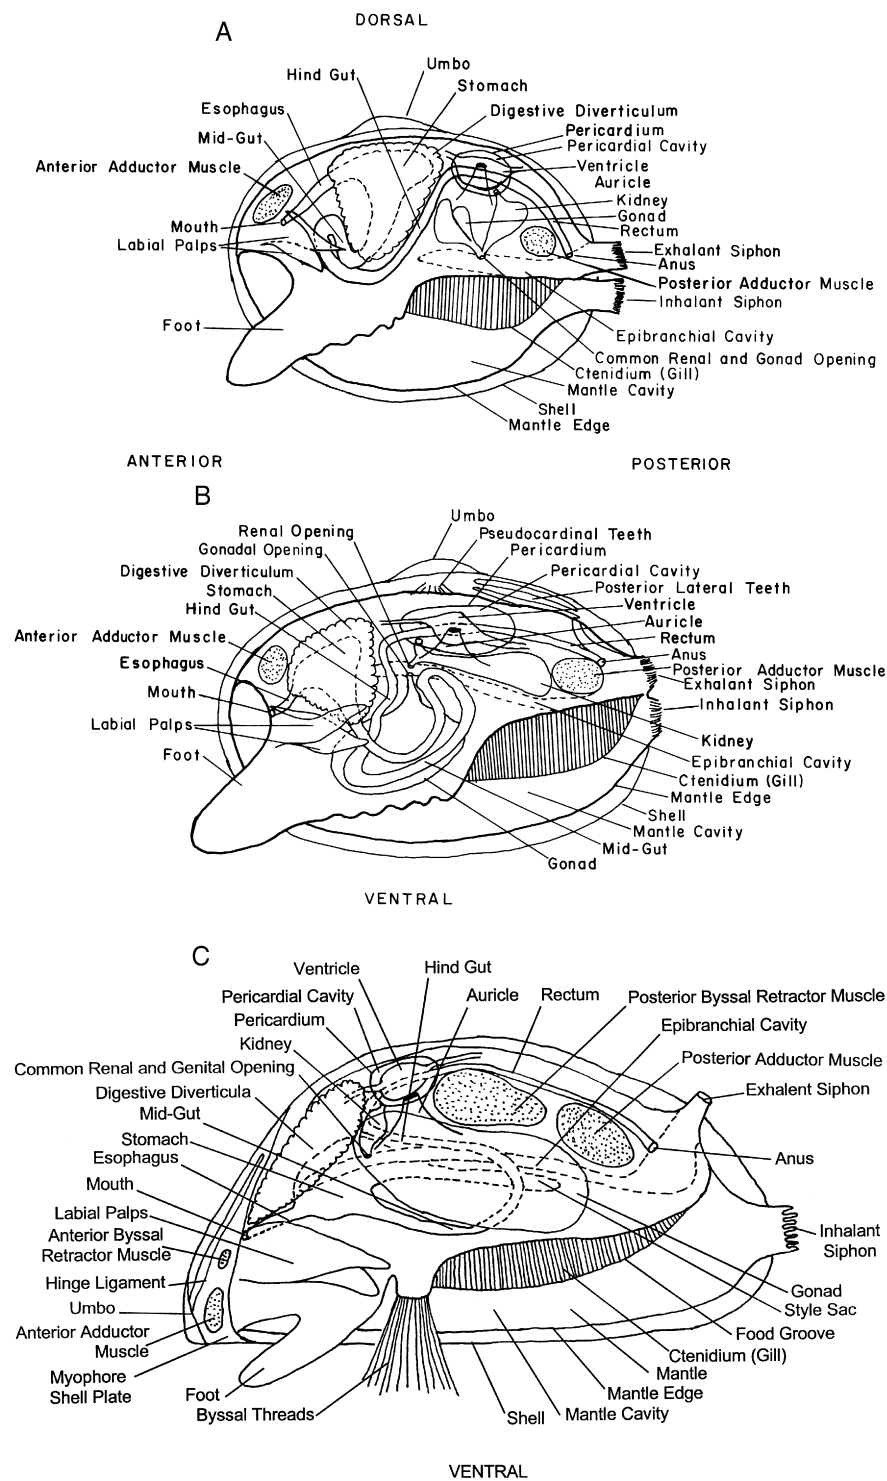 DORSAL
A
Umbo
Hind Gut
Stomach
Esophagus
Digestive Diverticulum
Mid-Gut
Pericardium
Pericardial Cavity
Anterior Adductor Muscle
Ventricle
Auricle
Kidney
Gonad
Mouth
Rectum
Labial Palps
Exhalant Siphon
Anus
Posterior Adductor Muscle
Inhalant Siphon
Foot
Epibranchial Cavity
Common Renal and Gonad Opening
Ctenidium (Gill)
Mantle Cavity
Shell
Mantle Edge
ANTERIOR
POSTERIOR
B
Umbo
Renal Opening
Pseudocardinal Teeth
Gonadal Opening
Pericardium
Digestive Diverticulum
Pericardial Cavity
Stomach
Posterior Lateral Teeth
Hind Gut
Ventricle
Auricle
Anterior Adductor Muscle
Rectum
Anus
Esophagus
Posterior Adductor Muscle
Exhalant Siphon
Mouth
Inhalant Siphon
Labial Palps
Kidney
Foot
Epibranchial Cavity
Ctenidium (Gill)
Mantle Edge
Shell
Mantle Cavity
Mid-Gut
Gonad
VENTRAL
C
Ventricle
Hind Gut
Pericardial Cavity
Auricle
Rectum
Posterior Byssal Retractor Muscle
Pericardium
Epibranchial Cavity
Kidney
Posterior Adductor Muscle
Common Renal and Genital Opening
Exhalent Siphon
Digestive Diverticula
Mid-Gut
Stomach
Esophagus
Anus
Mouth
Labial Palps
Anterior Byssal
Retractor Muscle
Inhalant
Siphon
Hinge Ligament
Gonad
Umbo
Style Sac
Anterior Adductor
Muscle
Food Groove
Ctenidium (Gill)
Myophore
Shell Plate
Mantle
Foot
Mantle Edge
Byssal Threads
Shell
Mantle Cavity
VENTRAL